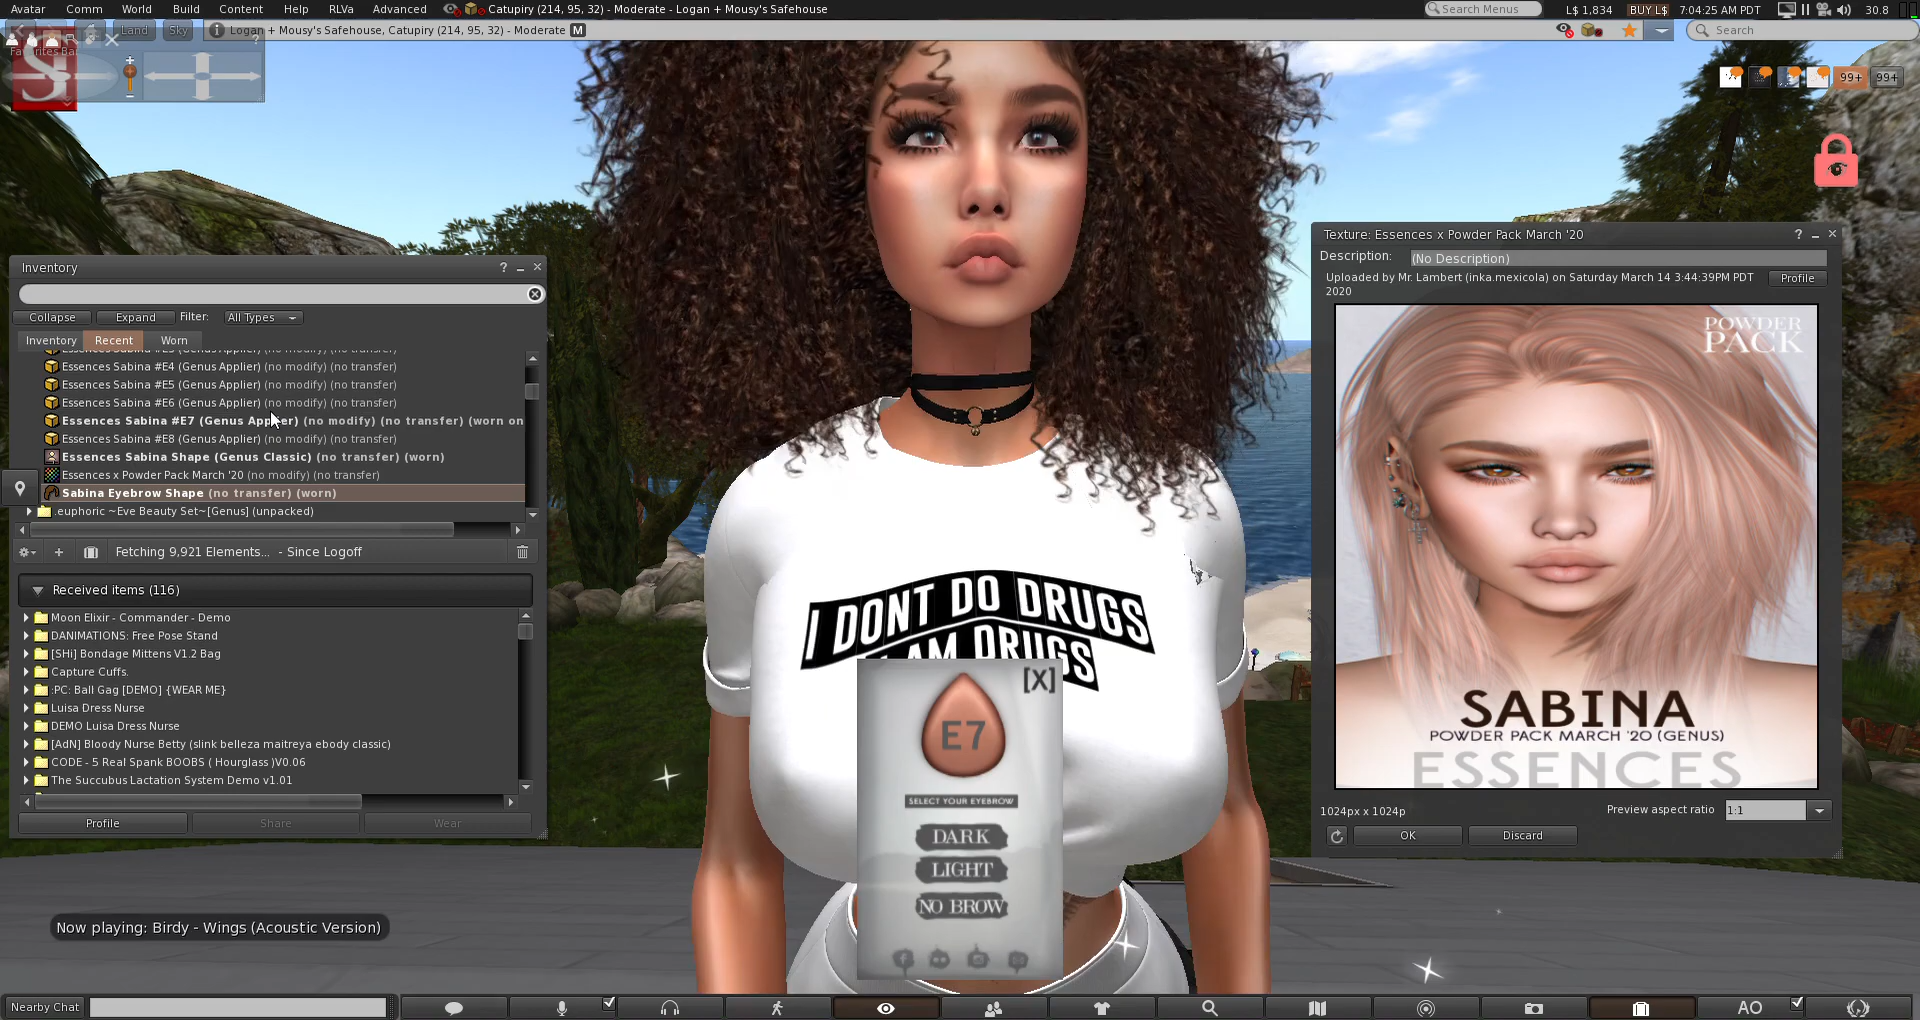 Avatar Comm World Build Content Help RLVa Advanced Catupiry (214, 95, 32) - Moderate - Logan + Mousy's Safehouse Search Menus L$ 1,834 BUY L$ 7:04:25 AM PDT 30.8
Land Sky Logan + Mousy's Safehouse, Catupiry (214, 95, 32) - Moderate M Search
Favorites Ba
99+ 99+
Inventory ?
Collapse Expand Filter: All Types
Inventory Recent Worn
Essences Sabina #E3 (Genus Applier) (no modify) (no transfer)
Essences Sabina #E4 (Genus Applier) (no modify) (no transfer)
Essences Sabina #E5 (Genus Applier) (no modify) (no transfer)
Essences Sabina #E6 (Genus Applier) (no modify) (no transfer)
Essences Sabina #E7 (Genus Applier) (no modify) (no transfer) (worn on
Essences Sabina #E8 (Genus Applier) (no modify) (no transfer)
Essences Sabina Shape (Genus Classic) (no transfer) (worn)
Essences x Powder Pack March '20 (no modify) (no transfer)
Sabina Eyebrow Shape (no transfer) (worn)
.euphoric ~Eve Beauty Set~[Genus] (unpacked)
Fetching 9,921 Elements... - Since Logoff
Received items (116)
Moon Elixir - Commander - Demo
DANIMATIONS: Free Pose Stand
[SHi] Bondage Mittens V1.2 Bag
Capture Cuffs.
:PC: Ball Gag [DEMO] {WEAR ME}
Luisa Dress Nurse
DEMO Luisa Dress Nurse
[AdN] Bloody Nurse Betty (slink belleza maitreya ebody classic)
CODE - 5 Real Spank BOOBS ( Hourglass )V0.06
The Succubus Lactation System Demo v1.01
Profile Share Wear
Now playing: Birdy - Wings (Acoustic Version)
I DONT DO DRUGS
I AM DRUGS
[X]
E7
SELECT YOUR EYEBROW
DARK
LIGHT
NO BROW
Texture: Essences x Powder Pack March '20 ?
Description: (No Description)
Uploaded by Mr. Lambert (inka.mexicola) on Saturday March 14 3:44:39PM PDT
2020
Profile
POWDER
PACK
SABINA
POWDER PACK MARCH '20 (GENUS)
ESSENCES
1024px x 1024p Preview aspect ratio 1:1
OK Discard
Nearby Chat AO